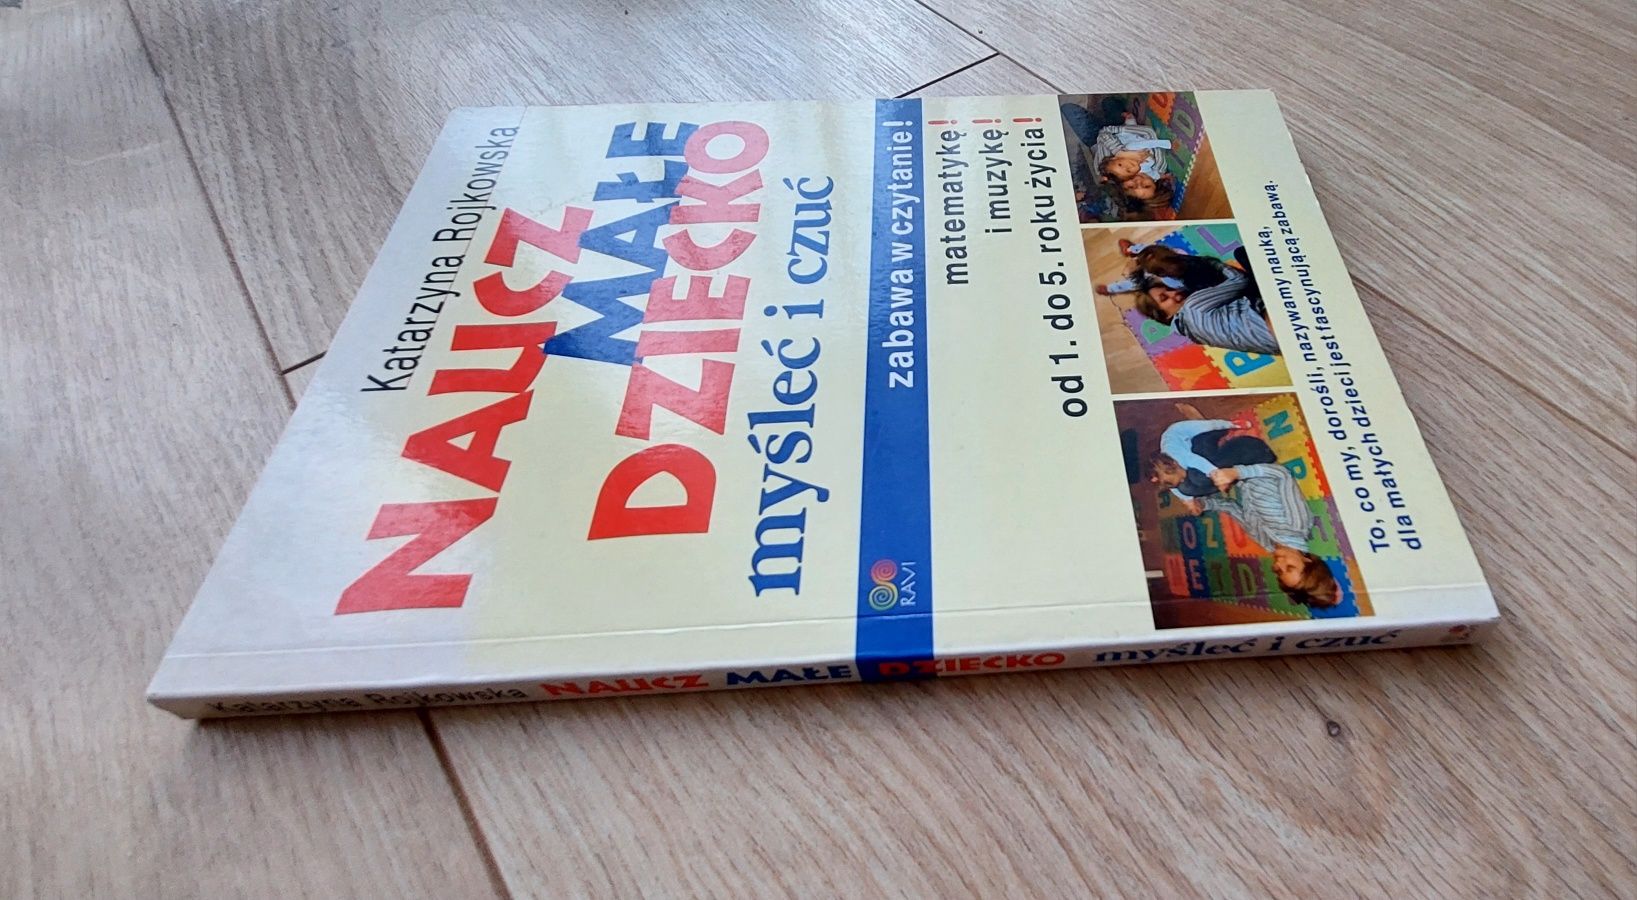 Katarzyna Rojkowska
NAUCZ
MAŁE
DZIECKO
myśleć i czuć
RAVI
zabawa w czytanie!
matematykę!
i muzykę!
od 1. do 5. roku życia!
To, co my, dorośli, nazywamy nauką,
dla małych dzieci jest fascynującą zabawą.
Katarzyna Rojkowska NAUCZ MAŁE DZIECKO myśleć i czuć